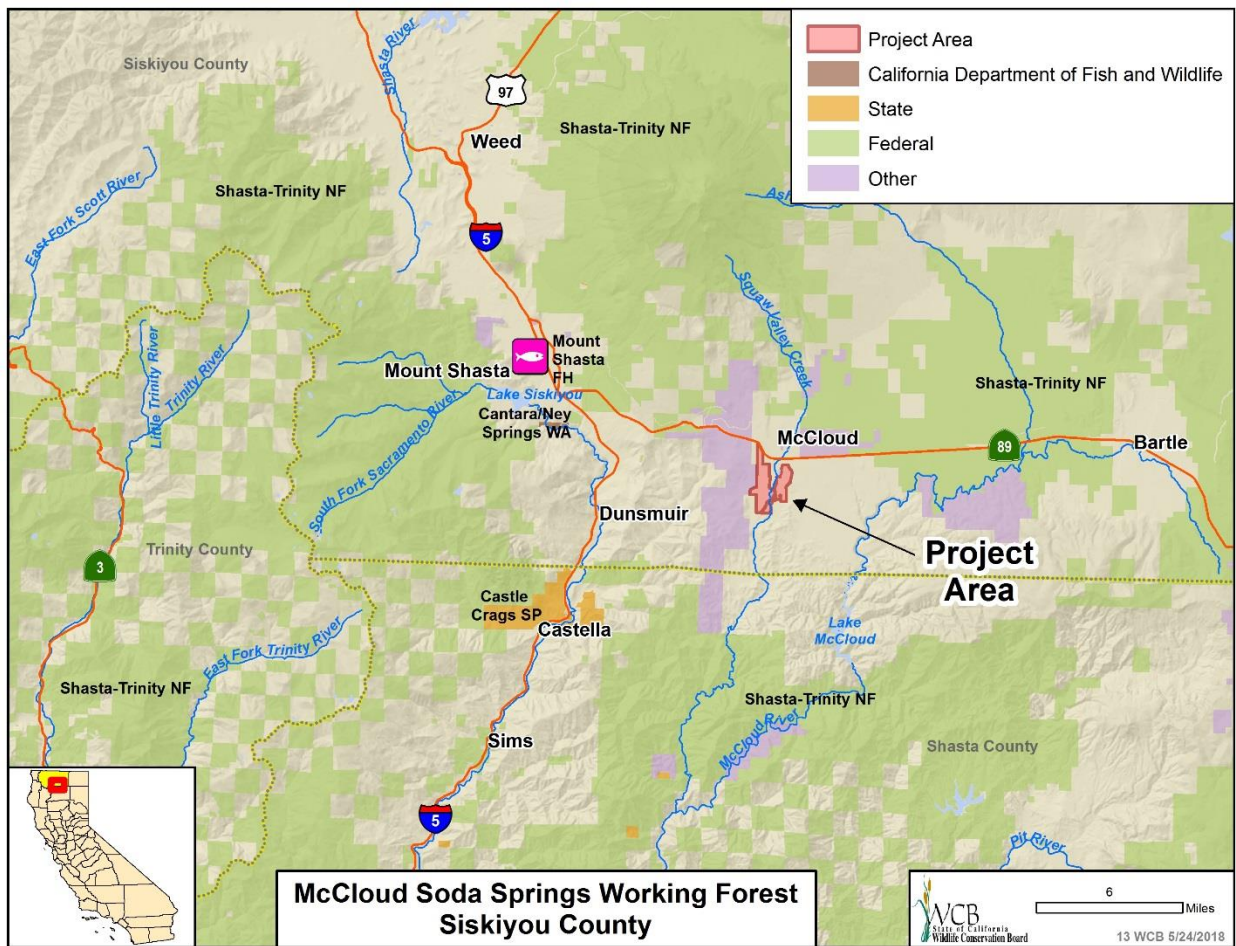 Siskiyou County
Shasta River
97
Weed
Shasta-Trinity NF
Project Area
California Department of Fish and Wildlife
State
Federal
Other
East Fork Scott River
Shasta-Trinity NF
5
Squaw Valley Creek
Little Trinity River
Trinity River
Mount Shasta
Mount
Shasta
FH
Lake Siskiyou
Cantara/Ney
Springs WA
South Fork Sacramento River
Shasta-Trinity NF
McCloud
89
Bartle
Dunsmuir
Project
Area
Trinity County
3
Castle
Crags SP
Castella
Lake
McCloud
East Fork Trinity River
Shasta-Trinity NF
Shasta-Trinity NF
McCloud River
Sims
Shasta County
5
Pit River
McCloud Soda Springs Working Forest
Siskiyou County
WCB
State of California
Wildlife Conservation Board
6
Miles
13 WCB 5/24/2018